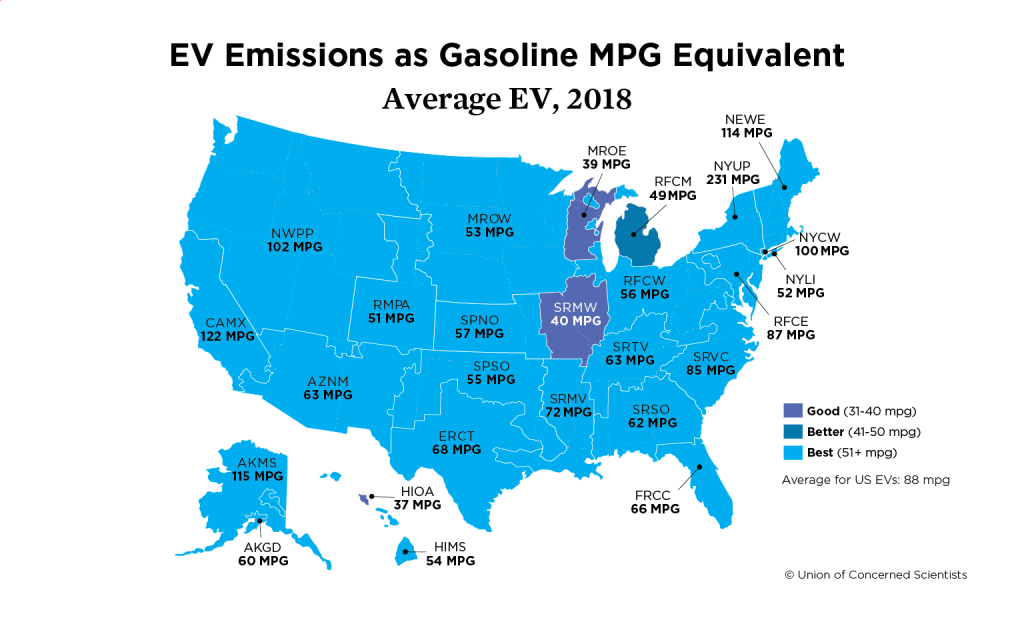 EV Emissions as Gasoline MPG Equivalent
Average EV, 2018
NEWE
114 MPG
MROE
39 MPG
NYUP
231 MPG
RFCM
49 MPG
MROW
53 MPG
NWPP
102 MPG
NYCW
100 MPG
NYLI
52 MPG
RFCW
56 MPG
RMPA
51 MPG
SRMW
40 MPG
SPNO
57 MPG
CAMX
122 MPG
RFCE
87 MPG
SRTV
63 MPG
SRVC
85 MPG
SPSO
55 MPG
AZNM
63 MPG
SRMV
72 MPG
SRSO
62 MPG
Good (31-40 mpg)
Better (41-50 mpg)
Best (51+ mpg)
Average for US EVs: 88 mpg
ERCT
68 MPG
AKMS
115 MPG
HIOA
37 MPG
FRCC
66 MPG
AKGD
60 MPG
HIMS
54 MPG
© Union of Concerned Scientists